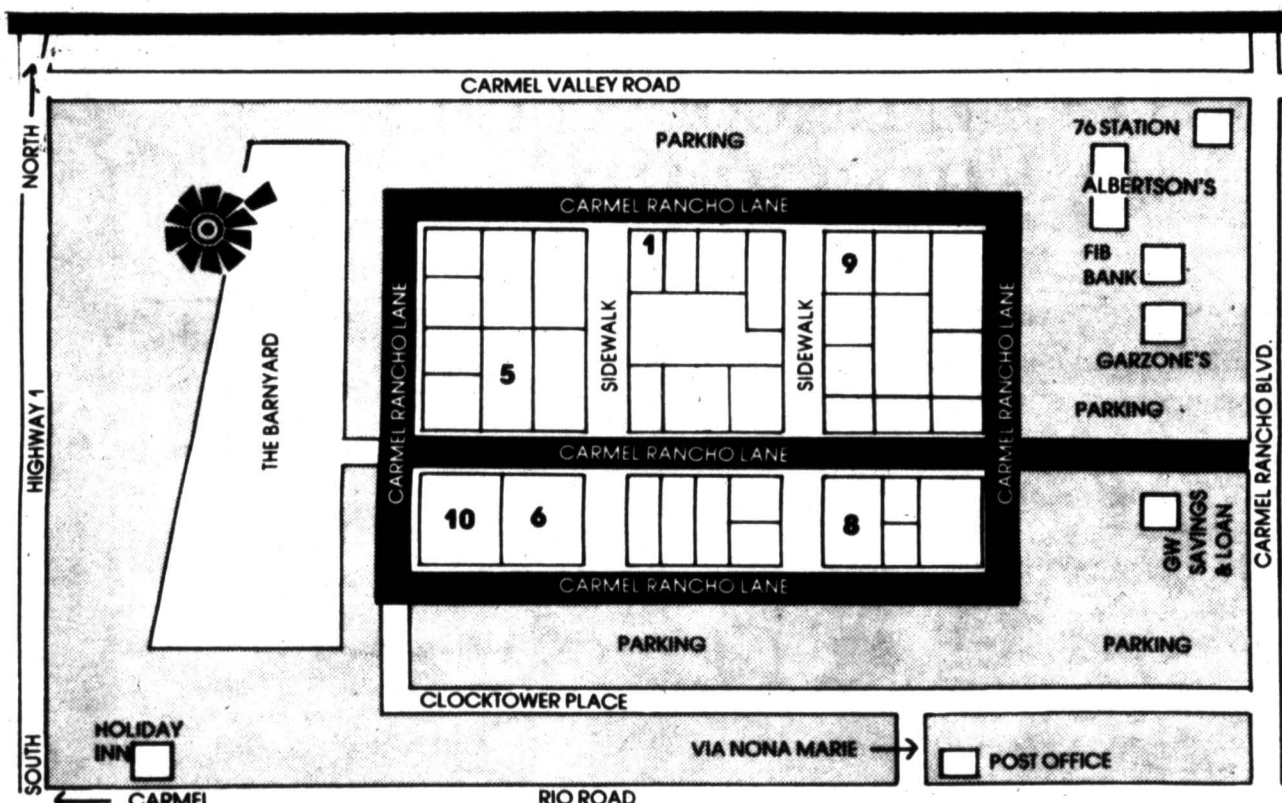 CARMEL VALLEY ROAD
NORTH
HIGHWAY 1
SOUTH
PARKING
76 STATION
ALBERTSON'S
FIB
BANK
GARZONE'S
PARKING
CARMEL RANCHO BLVD.
THE BARNYARD
CARMEL RANCHO LANE
CARMEL RANCHO LANE
1
9
SIDEWALK
SIDEWALK
5
CARMEL RANCHO LANE
CARMEL RANCHO LANE
10
6
8
CARMEL RANCHO LANE
GW
SAVINGS
& LOAN
PARKING
PARKING
CLOCKTOWER PLACE
HOLIDAY
INN
VIA NONA MARIE
POST OFFICE
CARMEL
RIO ROAD